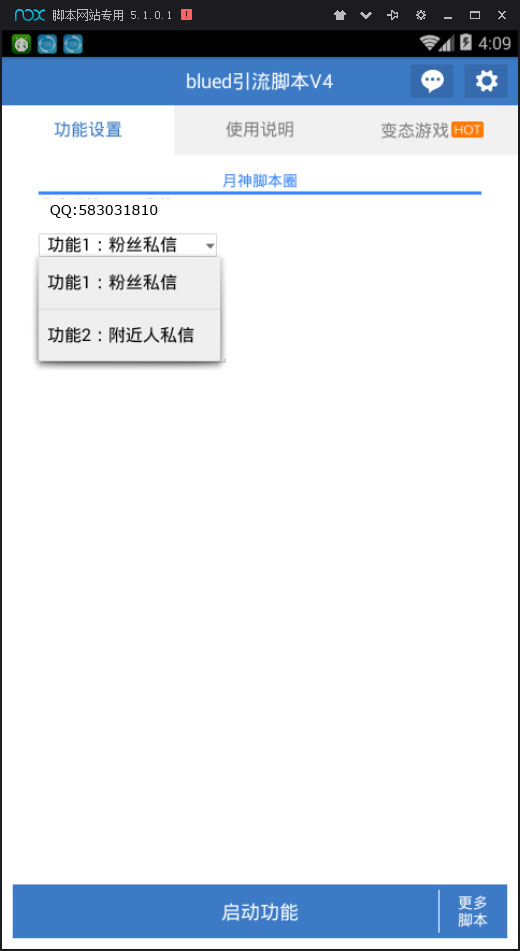 nox 脚本网站专用 5.1.0.1
4:09
blued引流脚本V4
功能设置
使用说明
变态游戏 HOT
月神脚本圈
QQ:583031810
功能1：粉丝私信
功能1：粉丝私信
功能2：附近人私信
启动功能
更多
脚本